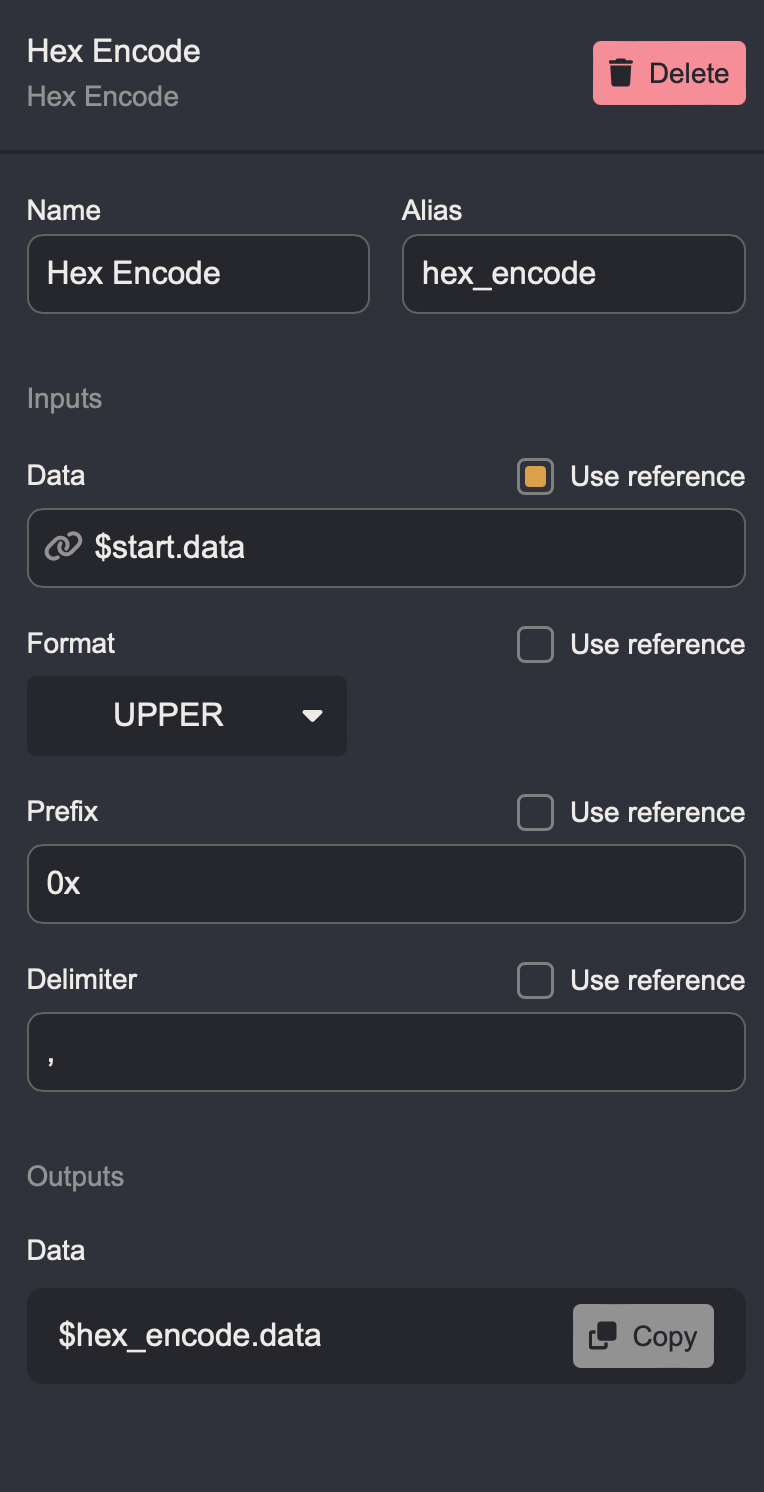 Hex Encode
Hex Encode
Delete
Name
Alias
Hex Encode
hex_encode
Inputs
Data
Use reference
$start.data
Format
Use reference
UPPER
Prefix
Use reference
0x
Delimiter
Use reference
,
Outputs
Data
$hex_encode.data
Copy